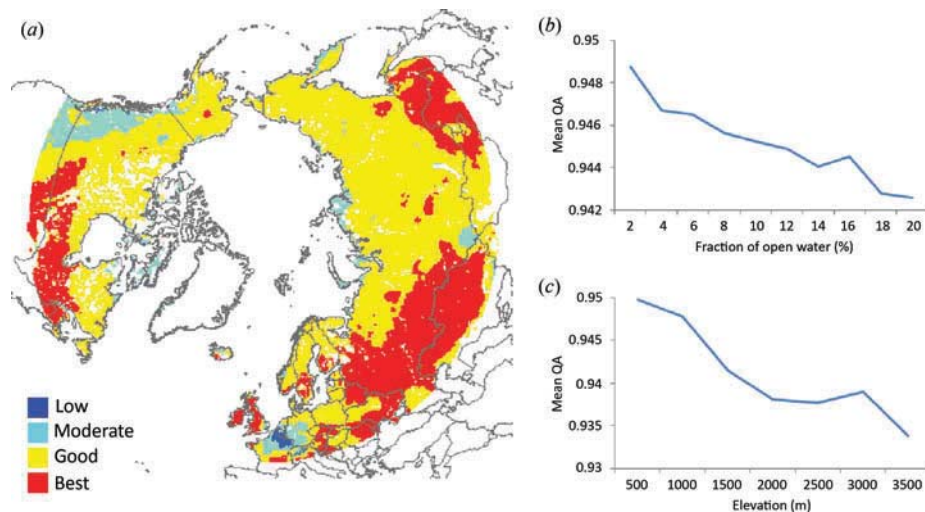 (a)
Low
Moderate
Good
Best
(b)
0.95
0.948
0.946
0.944
0.942
Mean QA
2 4 6 8 10 12 14 16 18 20
Fraction of open water (%)
(c)
0.95
0.945
0.94
0.935
0.93
Mean QA
500 1000 1500 2000 2500 3000 3500
Elevation (m)